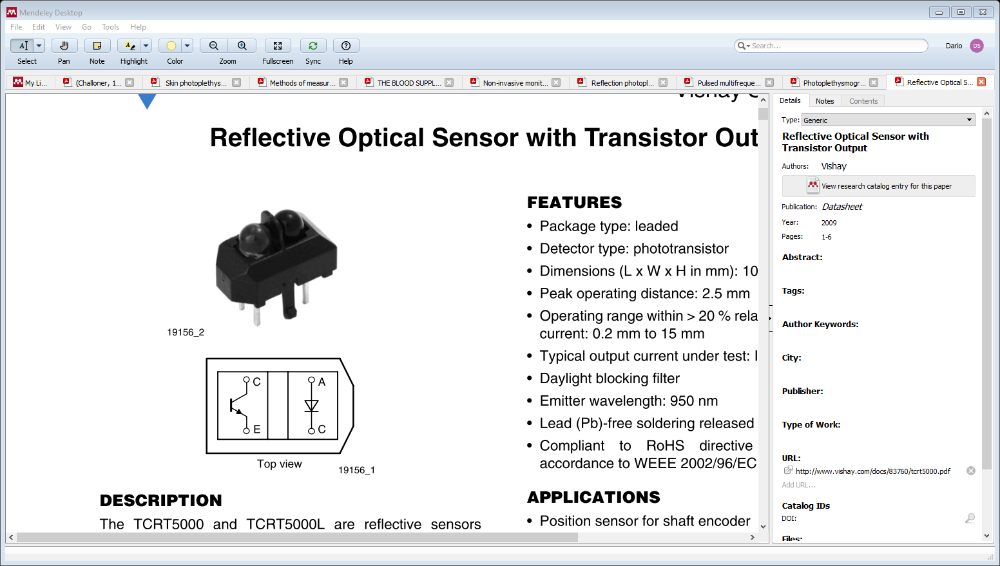 Mendeley Desktop
File Edit View Go Tools Help
Select Pan Note Highlight Color Zoom Fullscreen Sync Help
Search...
Dario
DS
My Li... (Challoner, 1... Skin photoplethys... Methods of measur... THE BLOOD SUPPL... Non-invasive monit... Reflection photopl... Pulsed multifreque... Photoplethysmogr... Reflective Optical S...
Reflective Optical Sensor with Transistor Out
19156_2
C
A
E
C
Top view
19156_1
DESCRIPTION
The TCRT5000 and TCRT5000L are reflective sensors
FEATURES
• Package type: leaded
• Detector type: phototransistor
• Dimensions (L x W x H in mm): 10
• Peak operating distance: 2.5 mm
• Operating range within > 20 % rela
current: 0.2 mm to 15 mm
• Typical output current under test: I
• Daylight blocking filter
• Emitter wavelength: 950 nm
• Lead (Pb)-free soldering released
• Compliant to RoHS directive
accordance to WEEE 2002/96/EC
APPLICATIONS
• Position sensor for shaft encoder
Details Notes Contents
Type: Generic
Reflective Optical Sensor with
Transistor Output
Authors: Vishay
View research catalog entry for this paper
Publication: Datasheet
Year: 2009
Pages: 1-6
Abstract:
Tags:
Author Keywords:
City:
Publisher:
Type of Work:
URL:
http://www.vishay.com/docs/83760/tcrt5000.pdf
Add URL...
Catalog IDs
DOI:
Files: